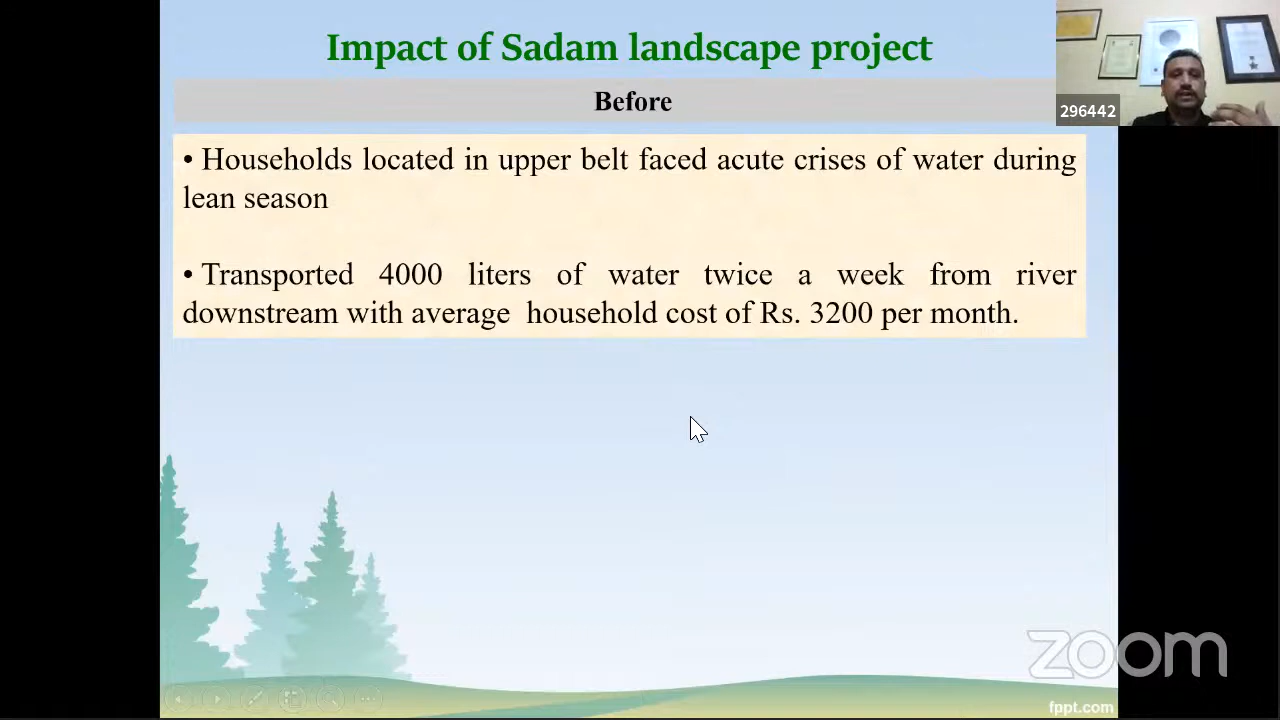 Impact of Sadam landscape project
Before
296442
• Households located in upper belt faced acute crises of water during
lean season
• Transported 4000 liters of water twice a week from river
downstream with average household cost of Rs. 3200 per month.
zoom
fppt.com